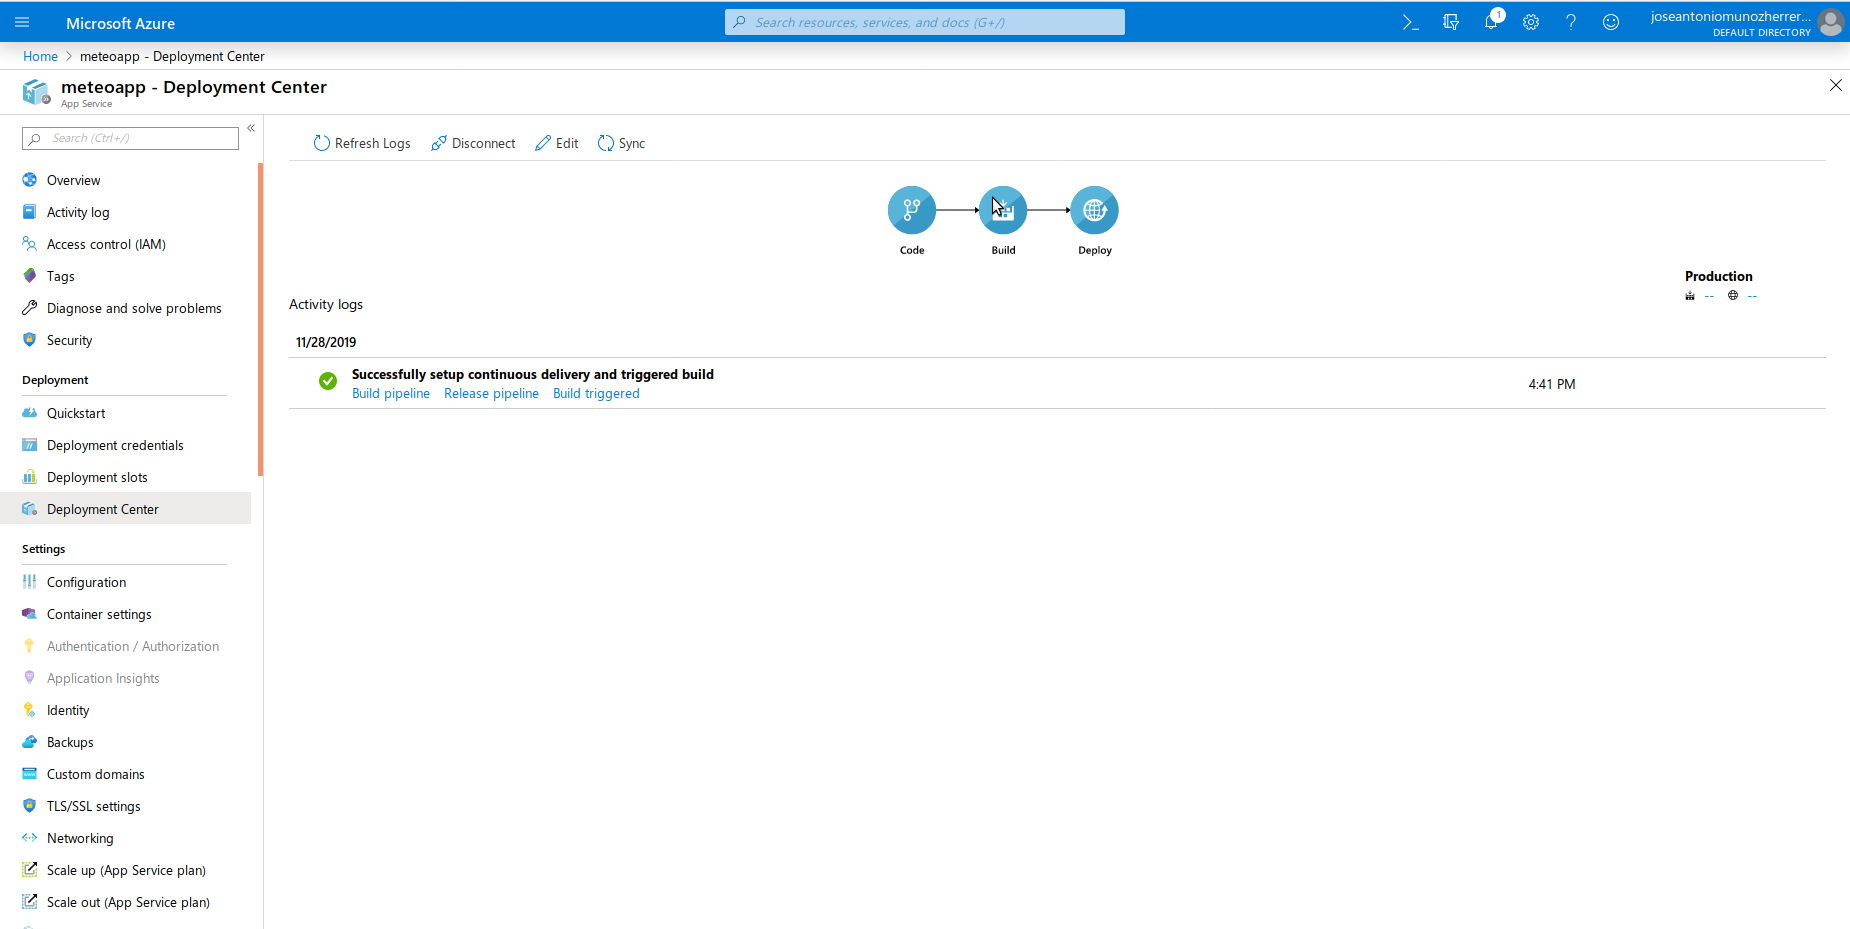 Microsoft Azure
Search resources, services, and docs (G+/)
1
joseantoniomunozherrer...
DEFAULT DIRECTORY
Home > meteoapp - Deployment Center
meteoapp - Deployment Center
App Service
Search (Ctrl+/)
«
Overview
Activity log
Access control (IAM)
Tags
Diagnose and solve problems
Security
Deployment
Quickstart
Deployment credentials
Deployment slots
Deployment Center
Settings
Configuration
Container settings
Authentication / Authorization
Application Insights
Identity
Backups
Custom domains
TLS/SSL settings
Networking
Scale up (App Service plan)
Scale out (App Service plan)
Refresh Logs Disconnect Edit Sync
Code Build Deploy
Production
-- --
Activity logs
11/28/2019
Successfully setup continuous delivery and triggered build
Build pipeline Release pipeline Build triggered
4:41 PM